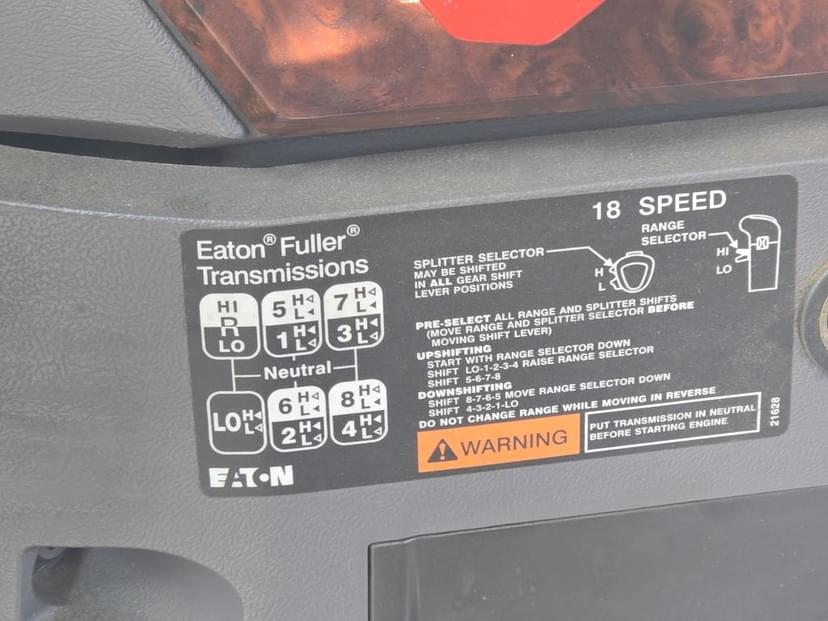 18 SPEED
Eaton® Fuller®
Transmissions
SPLITTER SELECTOR
MAY BE SHIFTED
IN ALL GEAR SHIFT
LEVER POSITIONS
H
L
RANGE
SELECTOR
HI
LO
HI
R
LO
5 H L
1 H L
7 H L
3 H L
Neutral
LO H L
6 H L
2 H L
8 H L
4 H L
PRE-SELECT ALL RANGE AND SPLITTER SHIFTS
(MOVE RANGE AND SPLITTER SELECTOR BEFORE
MOVING SHIFT LEVER)
UPSHIFTING
START WITH RANGE SELECTOR DOWN
SHIFT LO-1-2-3-4 RAISE RANGE SELECTOR
SHIFT 5-6-7-8
DOWNSHIFTING
SHIFT 8-7-6-5 MOVE RANGE SELECTOR DOWN
SHIFT 4-3-2-1-LO
DO NOT CHANGE RANGE WHILE MOVING IN REVERSE
WARNING
PUT TRANSMISSION IN NEUTRAL
BEFORE STARTING ENGINE
21628
EATON